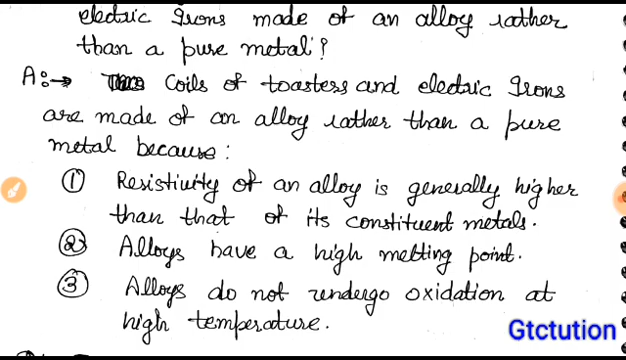 electric Irons made of an alloy rather
than a pure metal?
A:→ Coils of toasters and electric Irons
are made of an alloy rather than a pure
metal because:
① Resistivity of an alloy is generally higher
than that of its constituent metals.
② Alloys have a high melting point.
③ Alloys do not undergo oxidation at
high temperature.
Gtctution